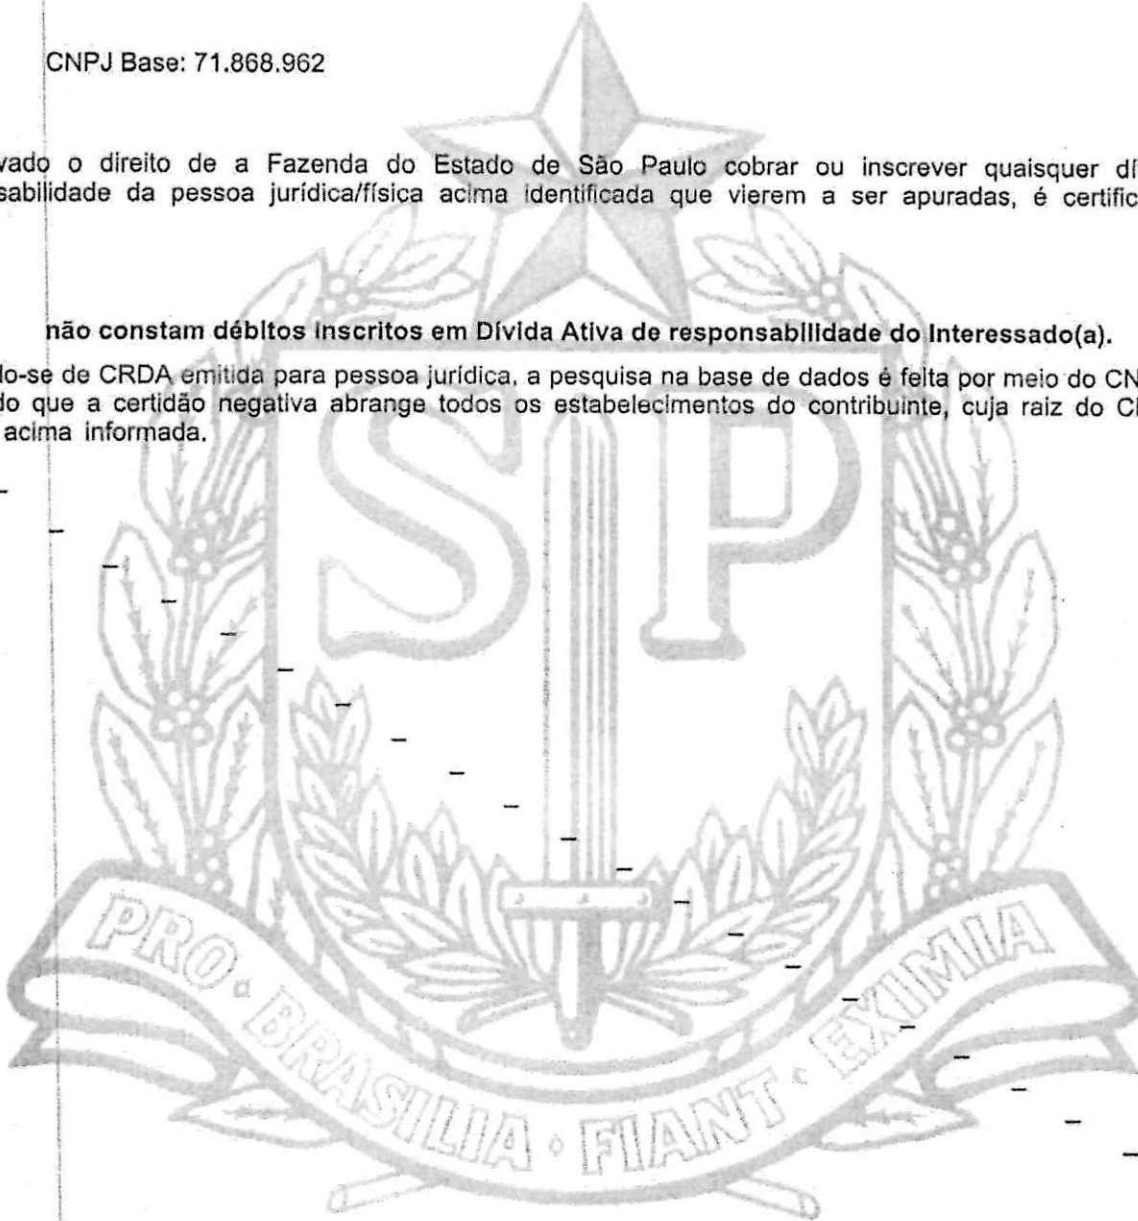 CNPJ Base: 71.868.962
vado o direito de a Fazenda do Estado de São Paulo cobrar ou inscrever quaisquer dí
sabilidade da pessoa jurídica/física acima identificada que vierem a ser apuradas, é certific
não constam débitos inscritos em Dívida Ativa de responsabilidade do Interessado(a).
do-se de CRDA emitida para pessoa jurídica, a pesquisa na base de dados é feita por meio do CN
do que a certidão negativa abrange todos os estabelecimentos do contribuinte, cuja raiz do C
acima informada.
SP
PRO · BRASILIA · FIANT · EXIMIA